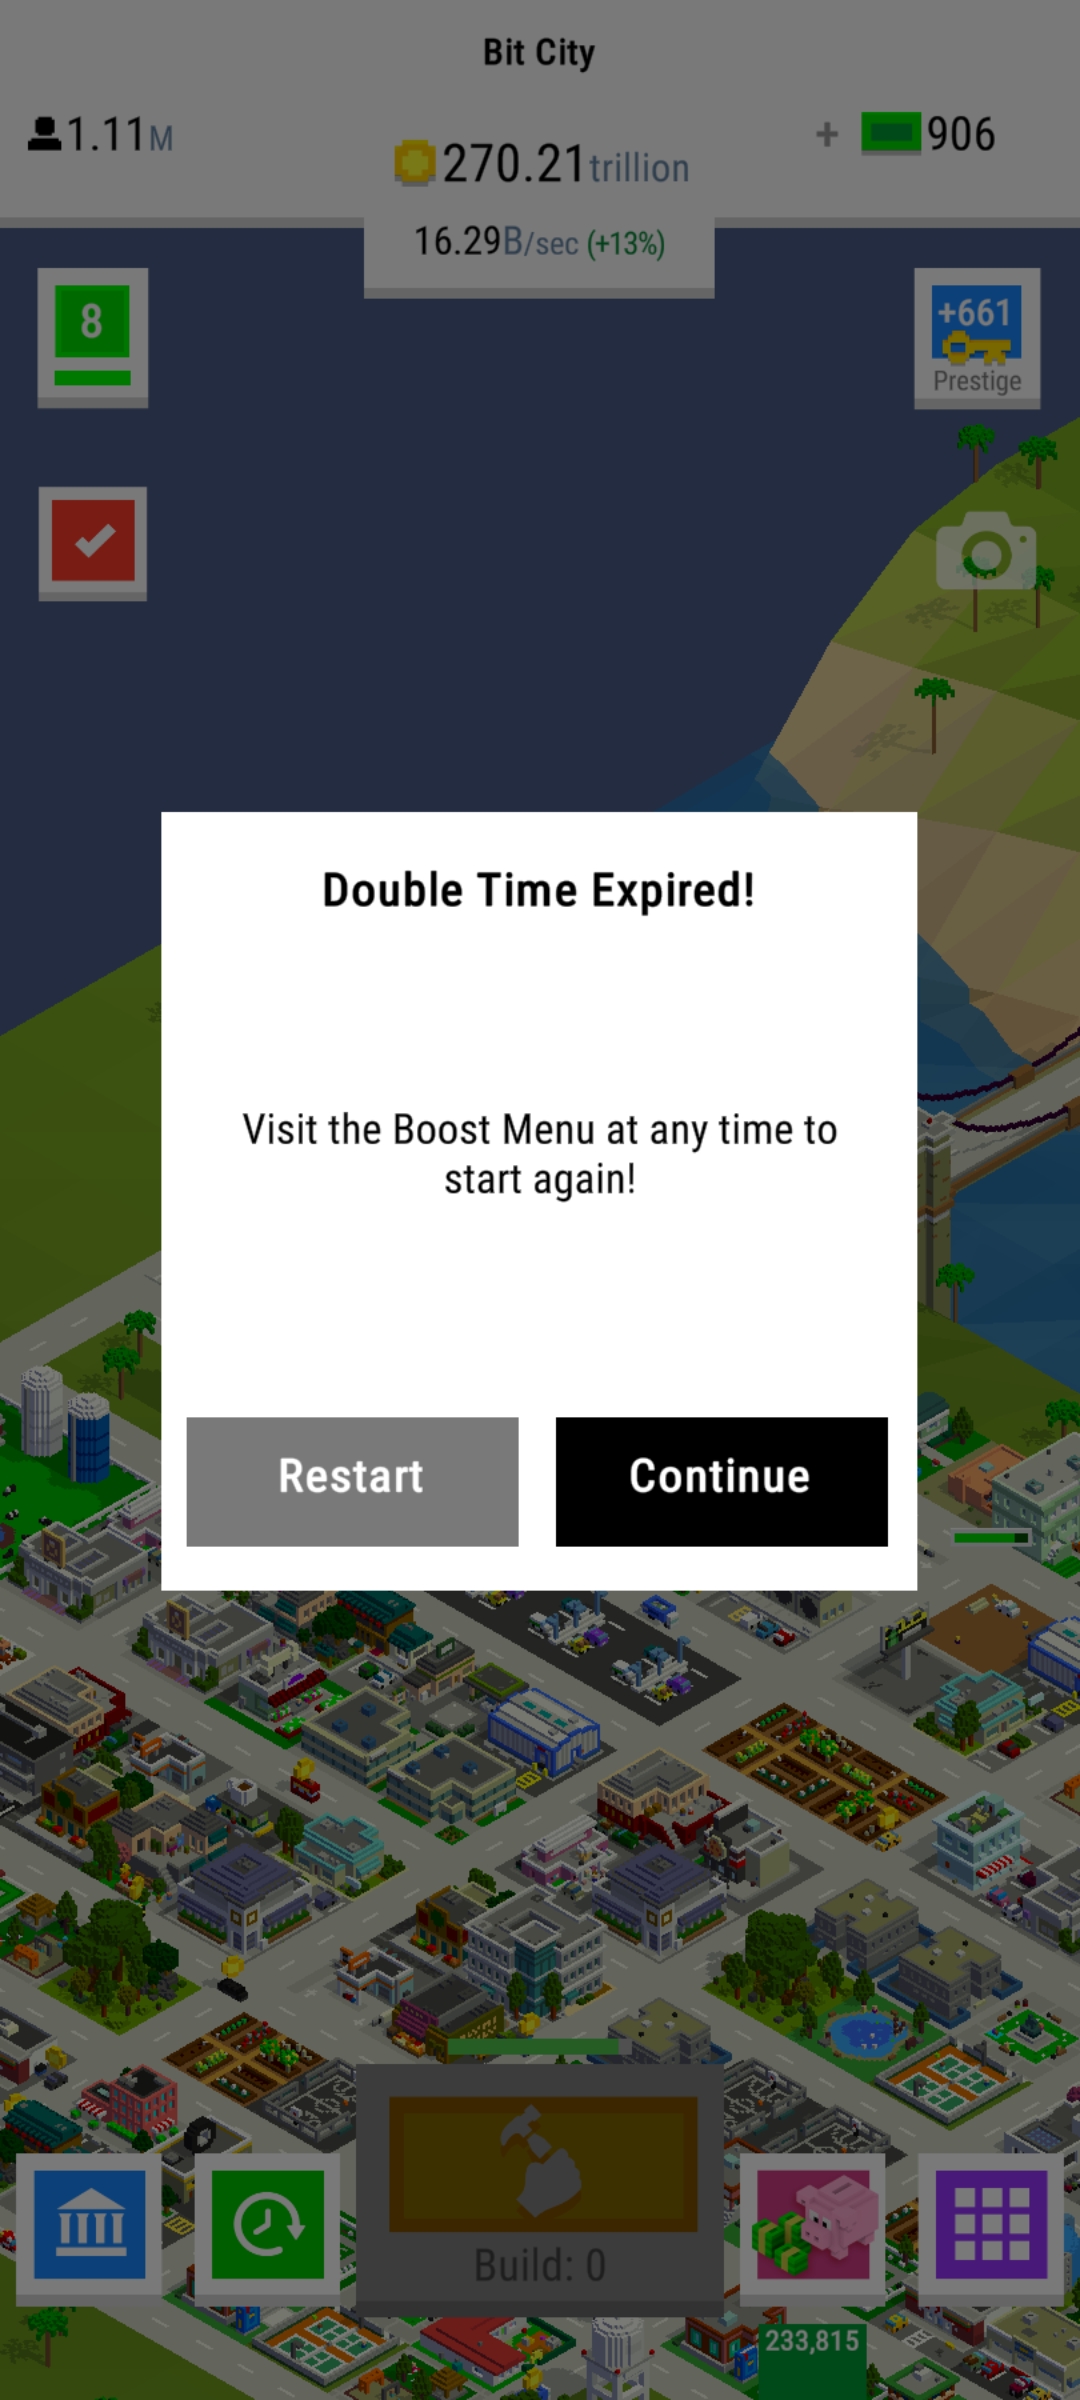 Bit City
1.11M
270.21trillion
+ 906
16.29B/sec (+13%)
8
+661
Prestige
Double Time Expired!
Visit the Boost Menu at any time to
start again!
Restart
Continue
Build: 0
233,815